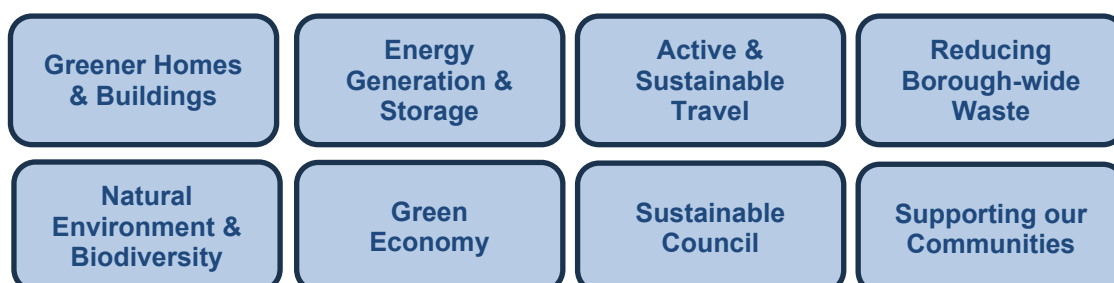 Greener Homes
& Buildings
Energy
Generation &
Storage
Active &
Sustainable
Travel
Reducing
Borough-wide
Waste
Natural
Environment &
Biodiversity
Green
Economy
Sustainable
Council
Supporting our
Communities